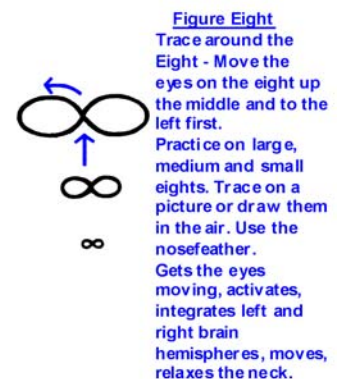 Figure Eight
Trace around the
Eight - Move the
eyes on the eight up
the middle and to the
left first.
Practice on large,
medium and small
eights. Trace on a
picture or draw them
in the air. Use the
nosefeather.
Gets the eyes
moving, activates,
integrates left and
right brain
hemispheres, moves,
relaxes the neck.